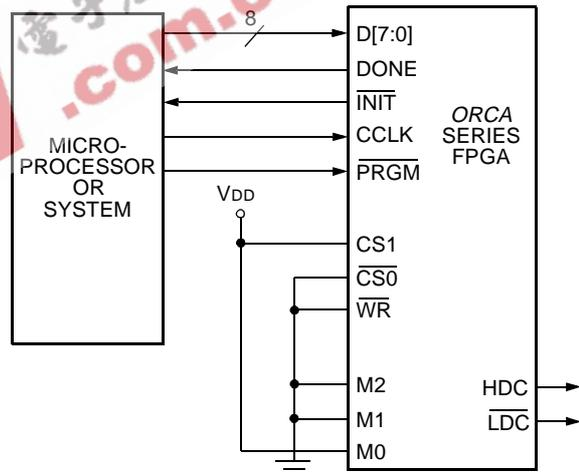 8
D[7:0]
DONE
INIT
CCLK
PRGM
ORCA
SERIES
FPGA
MICRO-
PROCESSOR
OR
SYSTEM
VDD
CS1
CS0
WR
M2
M1
M0
HDC
LDC
.com.